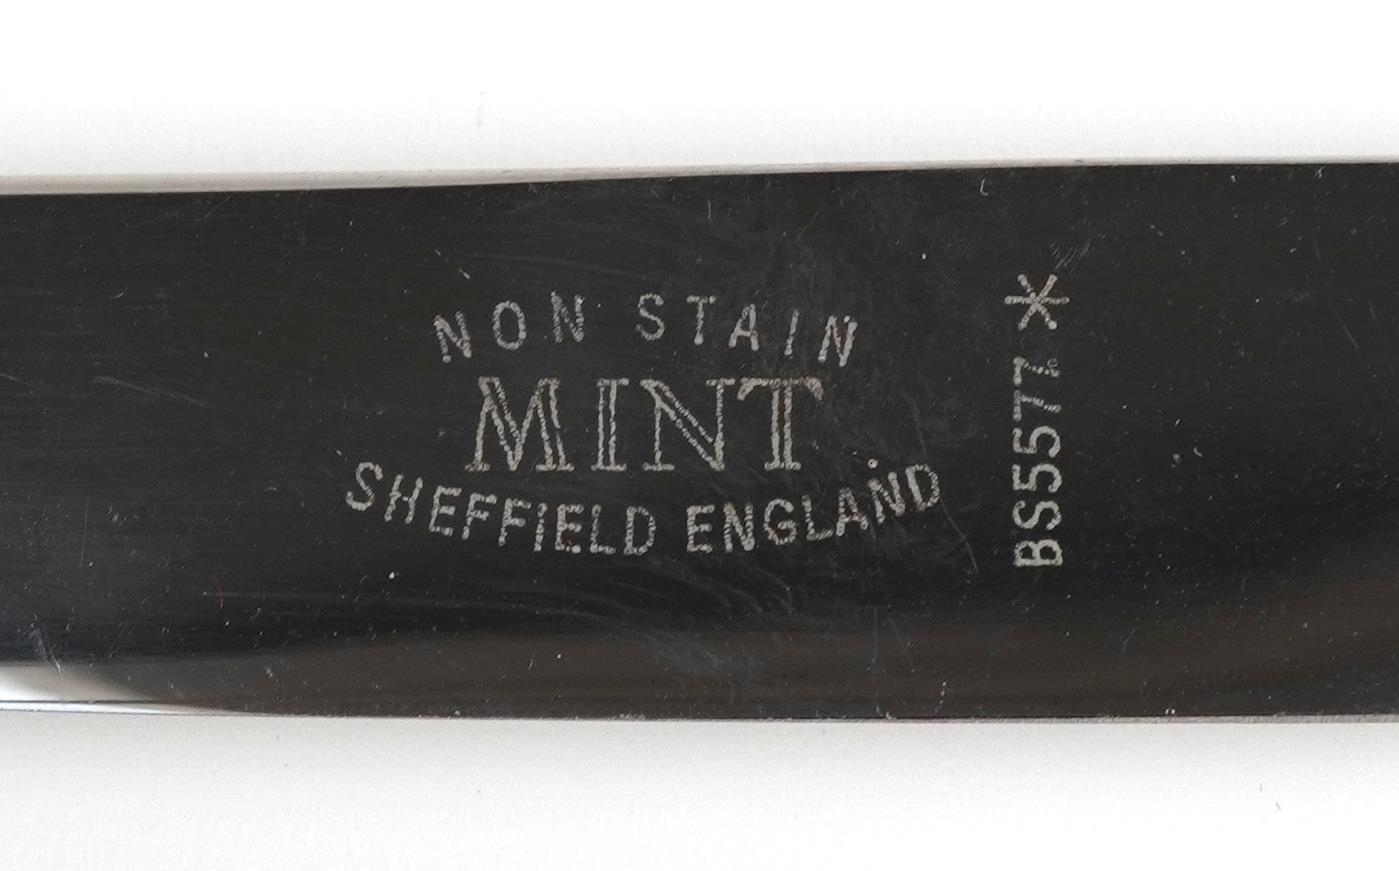 NON STAIN
MINT
SHEFFIELD ENGLAND
BS5577 *